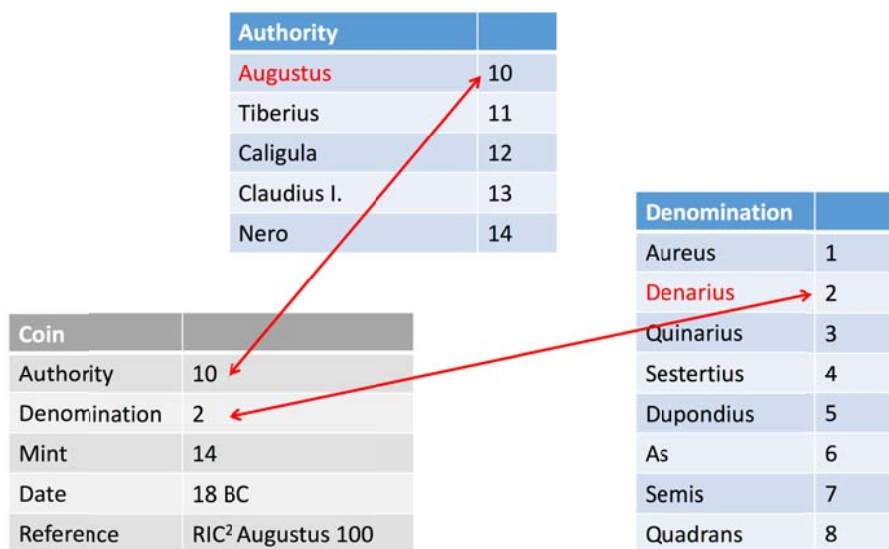 Authority
Augustus 10
Tiberius 11
Caligula 12
Claudius I. 13
Nero 14
Denomination
Aureus 1
Denarius 2
Quinarius 3
Sestertius 4
Dupondius 5
As 6
Semis 7
Quadrans 8
Coin
Authority 10
Denomination 2
Mint 14
Date 18 BC
Reference RIC² Augustus 100